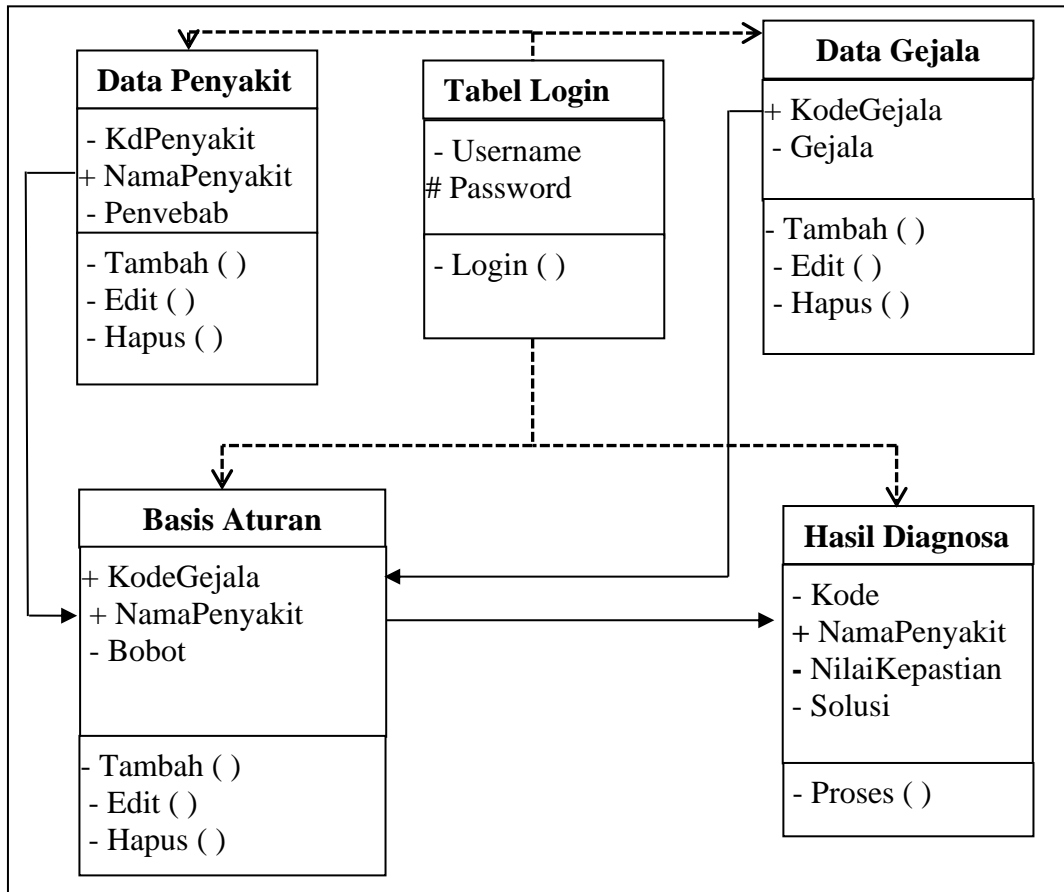 Data Penyakit
- KdPenyakit
+ NamaPenyakit
- Penvebab
- Tambah ( )
- Edit ( )
- Hapus ( )
Tabel Login
- Username
# Password
- Login ( )
Data Gejala
+ KodeGejala
- Gejala
- Tambah ( )
- Edit ( )
- Hapus ( )
Basis Aturan
+ KodeGejala
+ NamaPenyakit
- Bobot
- Tambah ( )
- Edit ( )
- Hapus ( )
Hasil Diagnosa
- Kode
+ NamaPenyakit
- NilaiKepastian
- Solusi
- Proses ( )